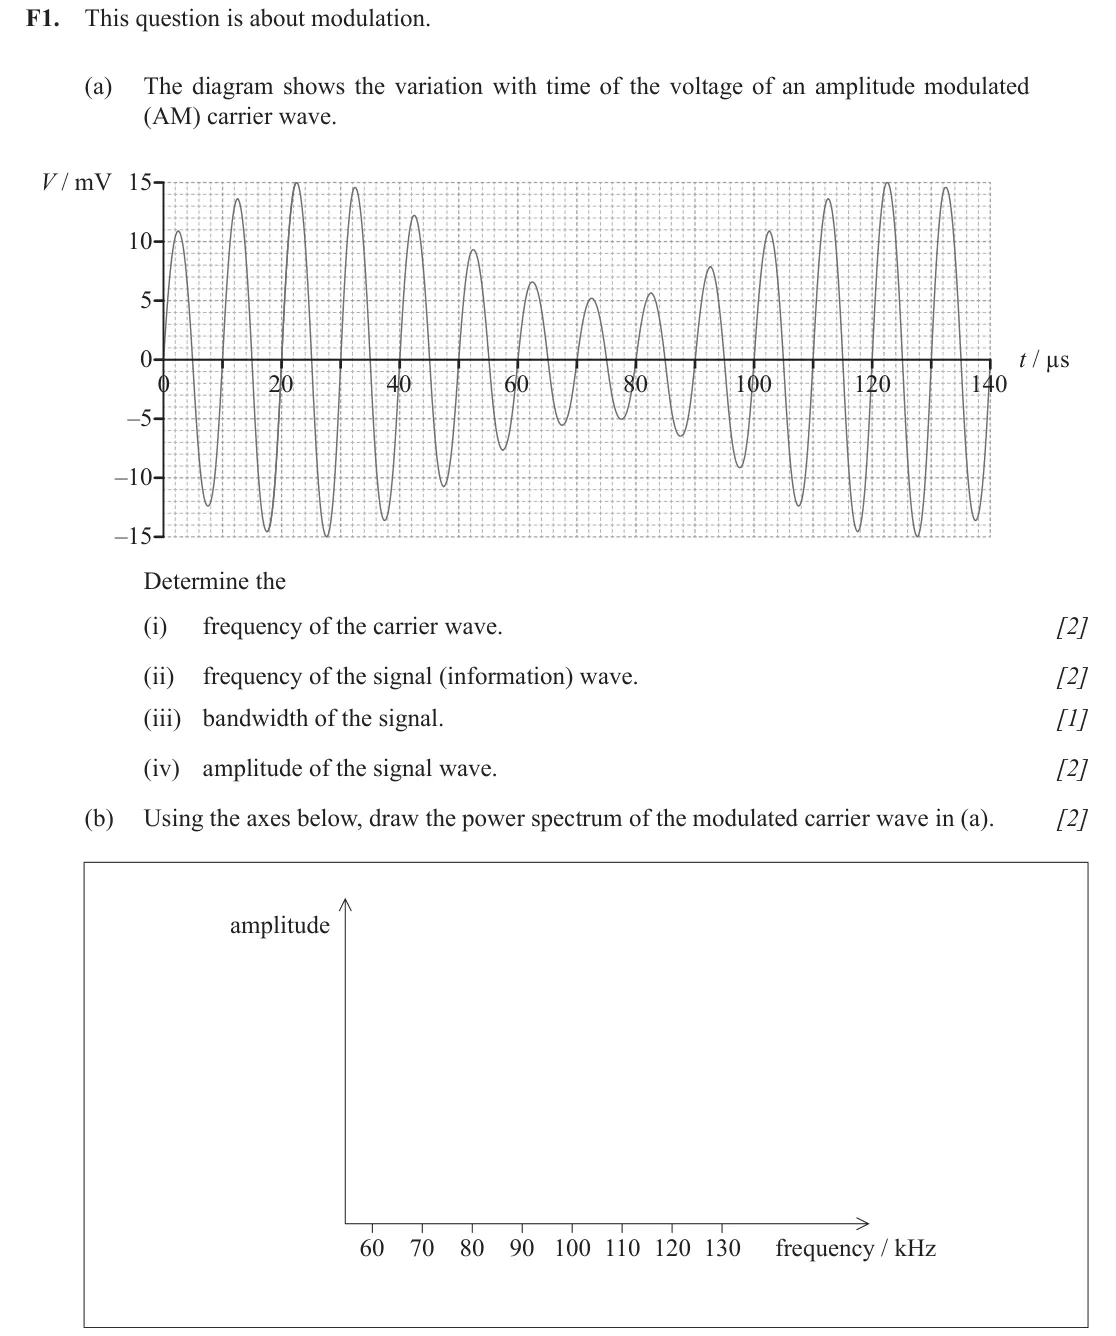 F1. This question is about modulation.
(a) The diagram shows the variation with time of the voltage of an amplitude modulated
(AM) carrier wave.
V / mV 15
10
5
0
t / µs
0 20 40 60 80 100 120 140
–5
–10
–15
Determine the
(i) frequency of the carrier wave. [2]
(ii) frequency of the signal (information) wave. [2]
(iii) bandwidth of the signal. [1]
(iv) amplitude of the signal wave. [2]
(b) Using the axes below, draw the power spectrum of the modulated carrier wave in (a). [2]
amplitude
60 70 80 90 100 110 120 130 frequency / kHz